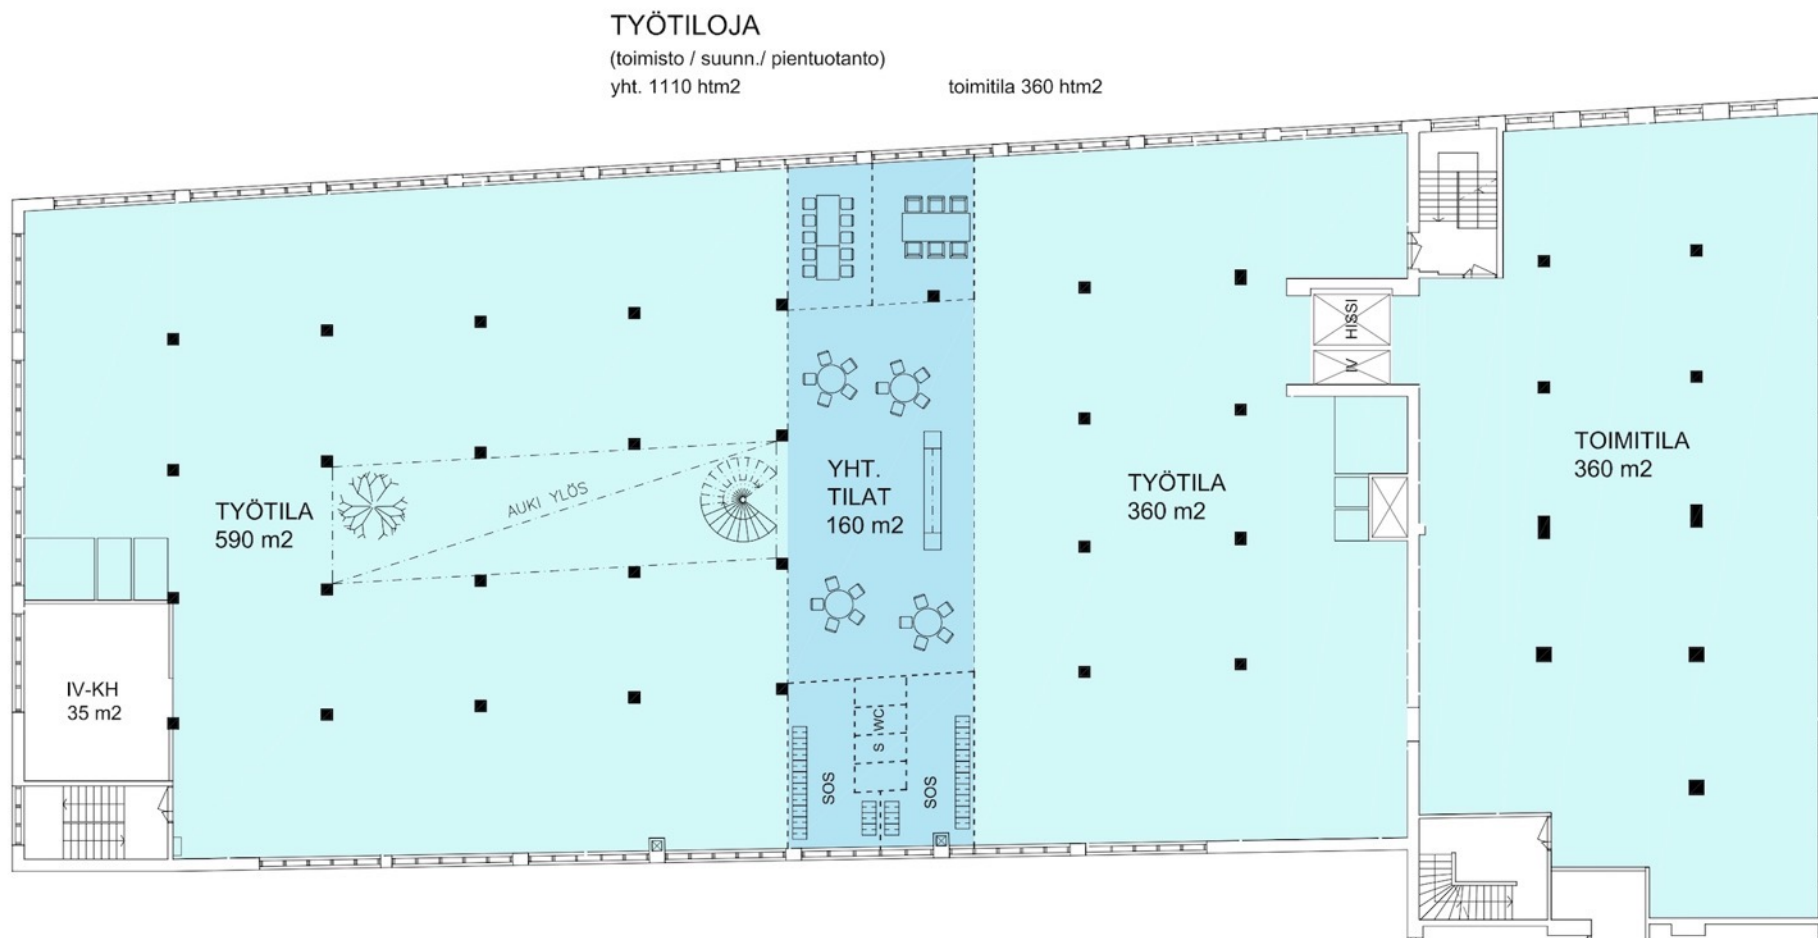 TYÖTILOJA
(toimisto / suunn./ pientuotanto)
yht. 1110 htm2
toimitila 360 htm2
HISSI
IV
TYÖTILA
590 m2
AUKI YLÖS
YHT.
TILAT
160 m2
TYÖTILA
360 m2
TOIMITILA
360 m2
IV-KH
35 m2
WC
S
SOS
SOS